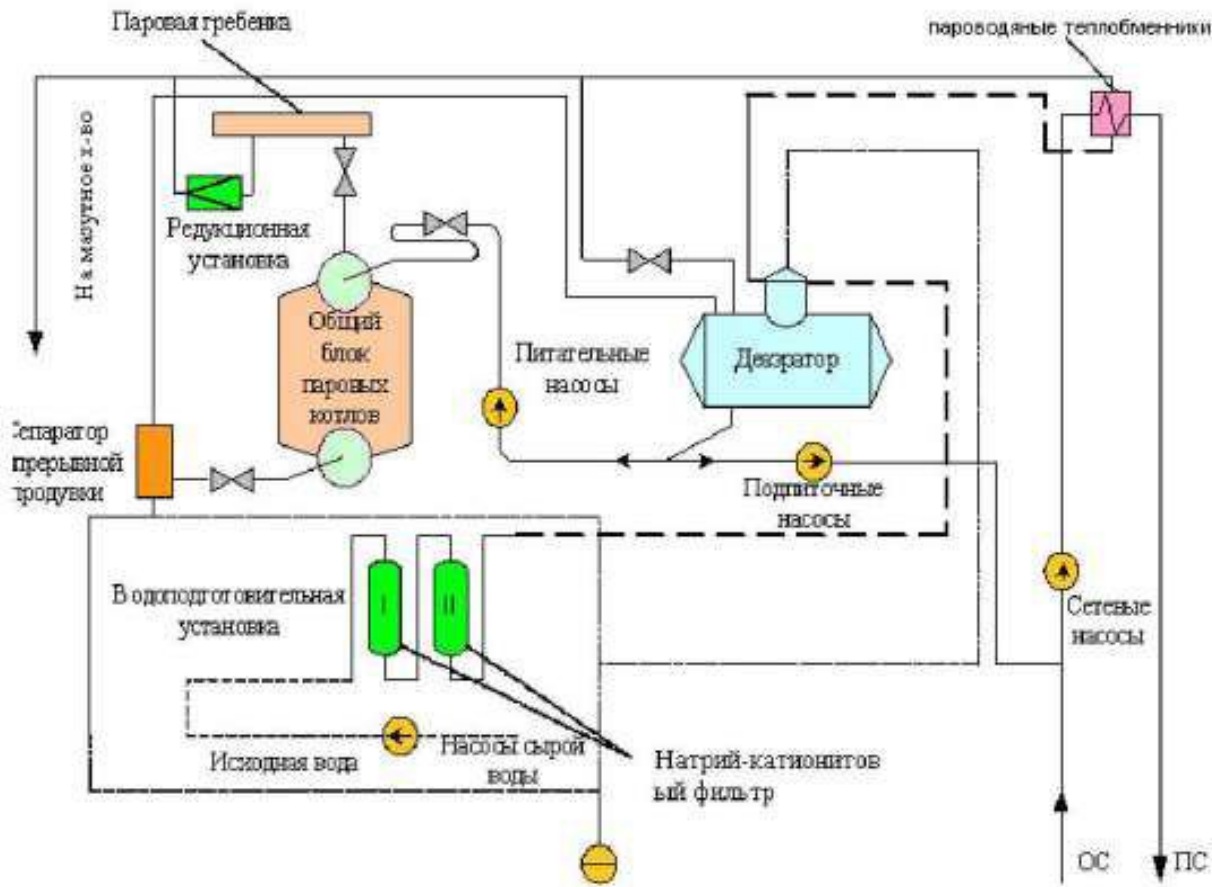 Паровая гребенка
пароводяные теплобменники
На мазутное х-во
Редукционная
установка
Общий
блок
паровых
котлов
Питательные
насосы
Деаэратор
Сепаратор
прерывной
продувки
Подпиточные
насосы
Водоподготовительная
установка
I
II
Сетевые
насосы
Исходная вода
Насосы сырой
воды
Натрий-катионитов
ый фильтр
ОС
ПС